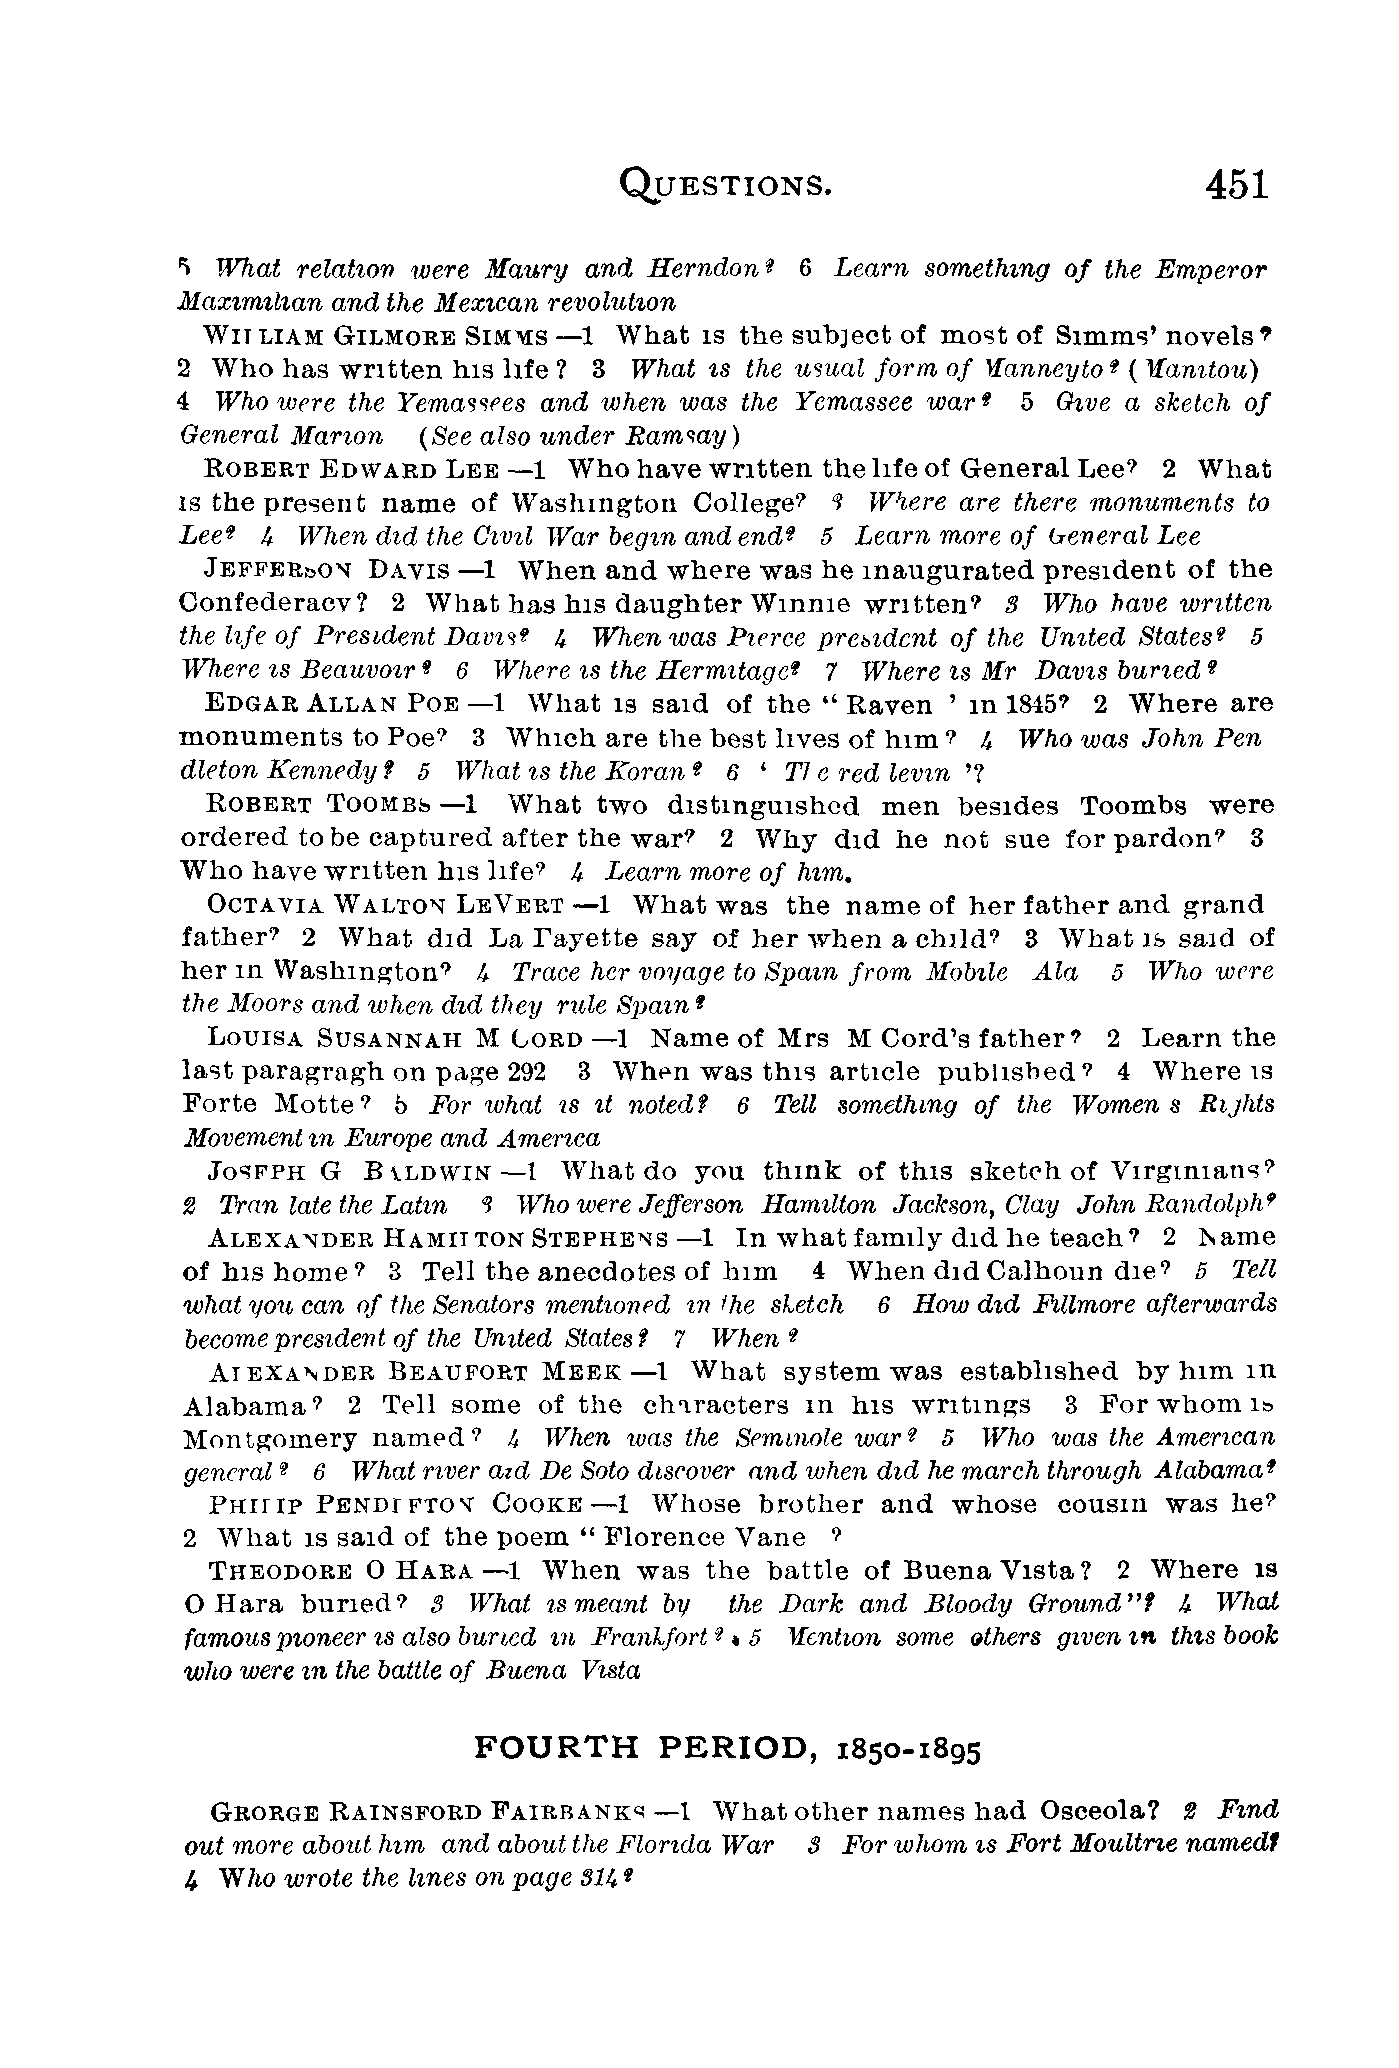 QUESTIONS. 451
5 What relation were Maury and Herndon? 6 Learn something of the Emperor
Maximilian and the Mexican revolution
WILLIAM GILMORE SIMMS —1 What is the subject of most of Simms' novels?
2 Who has written his life? 3 What is the usual form of Manneyto? (Manitou)
4 Who were the Yemassees and when was the Yemassee war? 5 Give a sketch of
General Marion (See also under Ramsay)
ROBERT EDWARD LEE —1 Who have written the life of General Lee? 2 What
is the present name of Washington College? 3 Where are there monuments to
Lee? 4 When did the Civil War begin and end? 5 Learn more of General Lee
JEFFERSON DAVIS —1 When and where was he inaugurated president of the
Confederacy? 2 What has his daughter Winnie written? 3 Who have written
the life of President Davis? 4 When was Pierce president of the United States? 5
Where is Beauvoir? 6 Where is the Hermitage? 7 Where is Mr Davis buried?
EDGAR ALLAN POE —1 What is said of the "Raven ' in 1845? 2 Where are
monuments to Poe? 3 Which are the best lives of him? 4 Who was John Pen
dleton Kennedy? 5 What is the Koran? 6 ' The red levin '?
ROBERT TOOMBS —1 What two distinguished men besides Toombs were
ordered to be captured after the war? 2 Why did he not sue for pardon? 3
Who have written his life? 4 Learn more of him.
OCTAVIA WALTON LEVERT —1 What was the name of her father and grand
father? 2 What did La Fayette say of her when a child? 3 What is said of
her in Washington? 4 Trace her voyage to Spain from Mobile Ala 5 Who were
the Moors and when did they rule Spain?
LOUISA SUSANNAH M CORD —1 Name of Mrs M Cord's father? 2 Learn the
last paragragh on page 292 3 When was this article published? 4 Where is
Forte Motte? 5 For what is it noted? 6 Tell something of the Women s Rights
Movement in Europe and America
JOSEPH G BALDWIN —1 What do you think of this sketch of Virginians?
2 Tran late the Latin 3 Who were Jefferson Hamilton Jackson, Clay John Randolph?
ALEXANDER HAMILTON STEPHENS —1 In what family did he teach? 2 Name
of his home? 3 Tell the anecdotes of him 4 When did Calhoun die? 5 Tell
what you can of the Senators mentioned in the sketch 6 How did Fillmore afterwards
become president of the United States? 7 When?
ALEXANDER BEAUFORT MEEK —1 What system was established by him in
Alabama? 2 Tell some of the characters in his writings 3 For whom is
Montgomery named? 4 When was the Seminole war? 5 Who was the American
general? 6 What river did De Soto discover and when did he march through Alabama?
PHILIP PENDLETON COOKE —1 Whose brother and whose cousin was he?
2 What is said of the poem "Florence Vane ?
THEODORE O HARA —1 When was the battle of Buena Vista? 2 Where is
O Hara buried? 3 What is meant by the Dark and Bloody Ground"? 4 What
famous pioneer is also buried in Frankfort? 5 Mention some others given in this book
who were in the battle of Buena Vista
FOURTH PERIOD, 1850-1895
GEORGE RAINSFORD FAIRBANKS —1 What other names had Osceola? 2 Find
out more about him and about the Florida War 3 For whom is Fort Moultrie named?
4 Who wrote the lines on page 314?